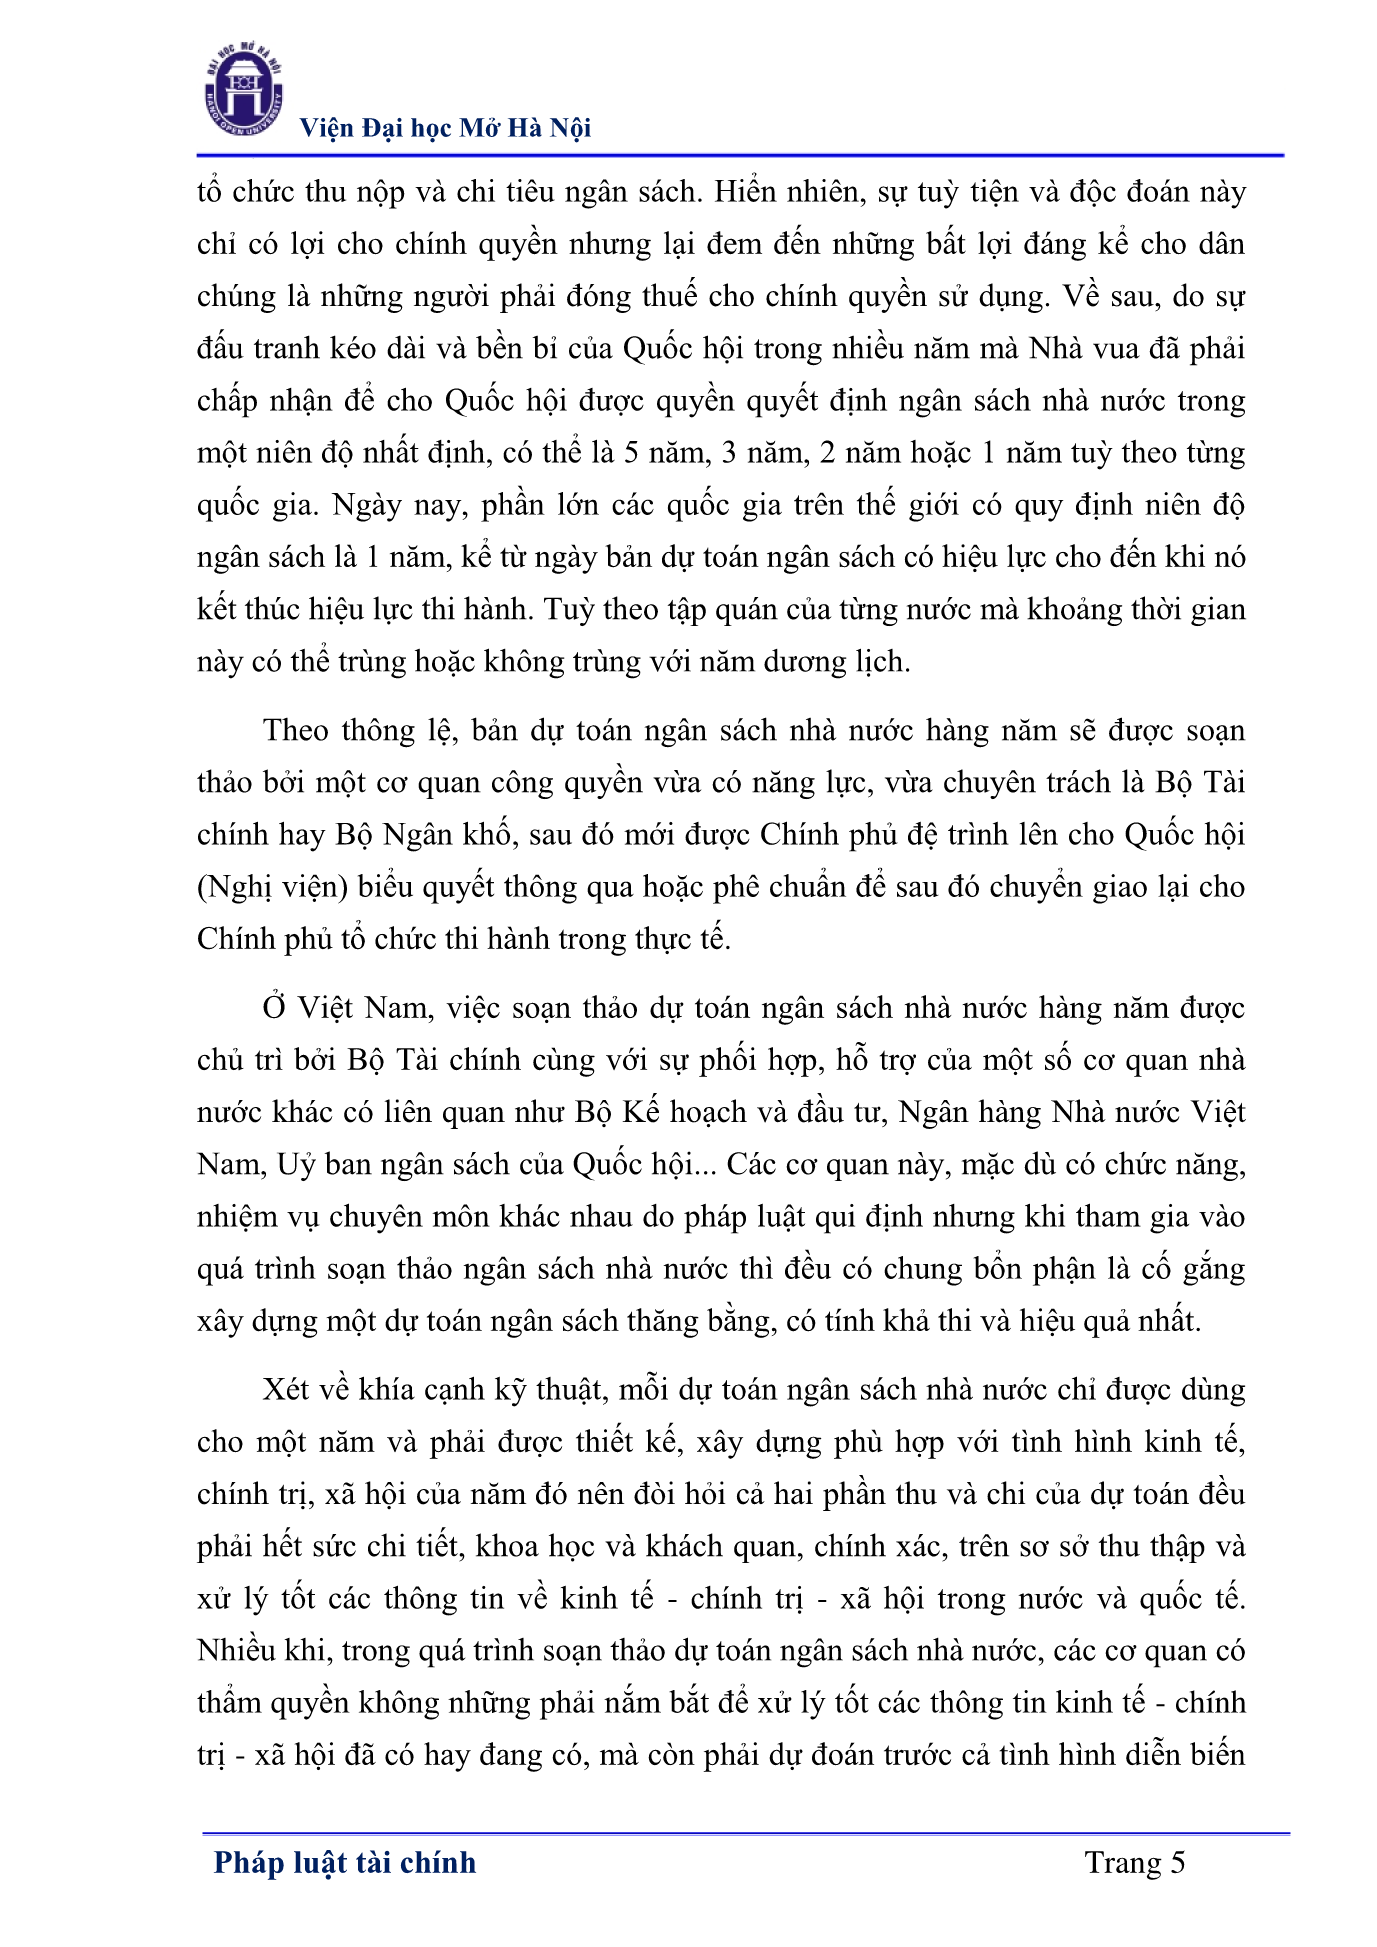 ĐẠI HỌC MỞ HÀ NỘI
HANOI OPEN UNIVERSITY
Viện Đại học Mở Hà Nội
tổ chức thu nộp và chi tiêu ngân sách. Hiển nhiên, sự tuỳ tiện và độc đoán này
chỉ có lợi cho chính quyền nhưng lại đem đến những bất lợi đáng kể cho dân
chúng là những người phải đóng thuế cho chính quyền sử dụng. Về sau, do sự
đấu tranh kéo dài và bền bỉ của Quốc hội trong nhiều năm mà Nhà vua đã phải
chấp nhận để cho Quốc hội được quyền quyết định ngân sách nhà nước trong
một niên độ nhất định, có thể là 5 năm, 3 năm, 2 năm hoặc 1 năm tuỳ theo từng
quốc gia. Ngày nay, phần lớn các quốc gia trên thế giới có quy định niên độ
ngân sách là 1 năm, kể từ ngày bản dự toán ngân sách có hiệu lực cho đến khi nó
kết thúc hiệu lực thi hành. Tuỳ theo tập quán của từng nước mà khoảng thời gian
này có thể trùng hoặc không trùng với năm dương lịch.
Theo thông lệ, bản dự toán ngân sách nhà nước hàng năm sẽ được soạn
thảo bởi một cơ quan công quyền vừa có năng lực, vừa chuyên trách là Bộ Tài
chính hay Bộ Ngân khố, sau đó mới được Chính phủ đệ trình lên cho Quốc hội
(Nghị viện) biểu quyết thông qua hoặc phê chuẩn để sau đó chuyển giao lại cho
Chính phủ tổ chức thi hành trong thực tế.
Ở Việt Nam, việc soạn thảo dự toán ngân sách nhà nước hàng năm được
chủ trì bởi Bộ Tài chính cùng với sự phối hợp, hỗ trợ của một số cơ quan nhà
nước khác có liên quan như Bộ Kế hoạch và đầu tư, Ngân hàng Nhà nước Việt
Nam, Uỷ ban ngân sách của Quốc hội... Các cơ quan này, mặc dù có chức năng,
nhiệm vụ chuyên môn khác nhau do pháp luật qui định nhưng khi tham gia vào
quá trình soạn thảo ngân sách nhà nước thì đều có chung bổn phận là cố gắng
xây dựng một dự toán ngân sách thăng bằng, có tính khả thi và hiệu quả nhất.
Xét về khía cạnh kỹ thuật, mỗi dự toán ngân sách nhà nước chỉ được dùng
cho một năm và phải được thiết kế, xây dựng phù hợp với tình hình kinh tế,
chính trị, xã hội của năm đó nên đòi hỏi cả hai phần thu và chi của dự toán đều
phải hết sức chi tiết, khoa học và khách quan, chính xác, trên sơ sở thu thập và
xử lý tốt các thông tin về kinh tế - chính trị - xã hội trong nước và quốc tế.
Nhiều khi, trong quá trình soạn thảo dự toán ngân sách nhà nước, các cơ quan có
thẩm quyền không những phải nắm bắt để xử lý tốt các thông tin kinh tế - chính
trị - xã hội đã có hay đang có, mà còn phải dự đoán trước cả tình hình diễn biến
Pháp luật tài chính Trang 5